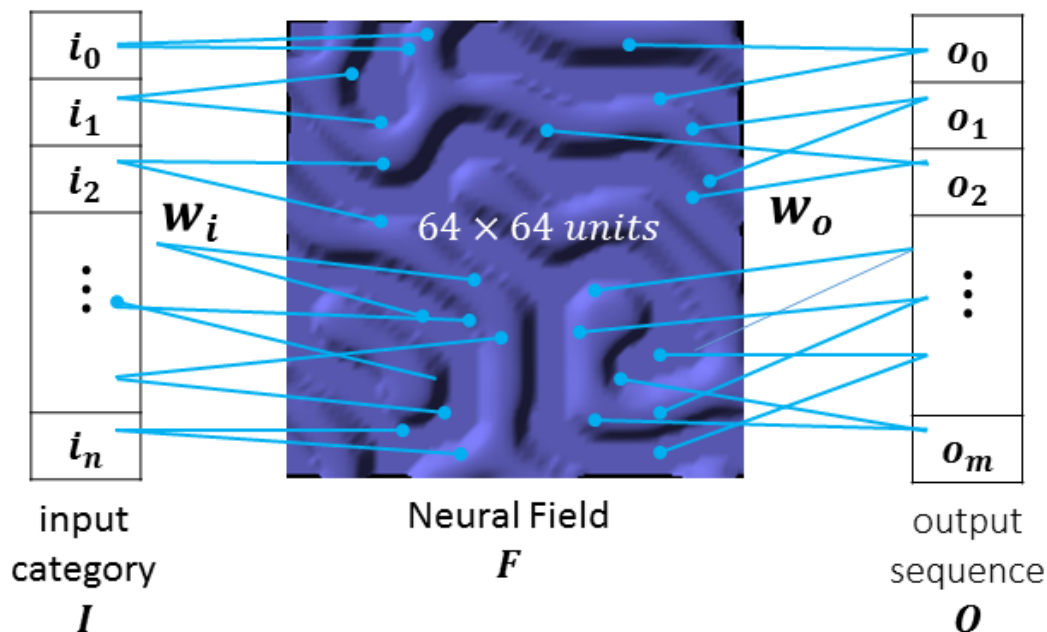 i₀
i₁
i₂
⋮
iₙ
input
category
I
wᵢ
64 × 64 units
Neural Field
F
wₒ
o₀
o₁
o₂
⋮
oₘ
output
sequence
O